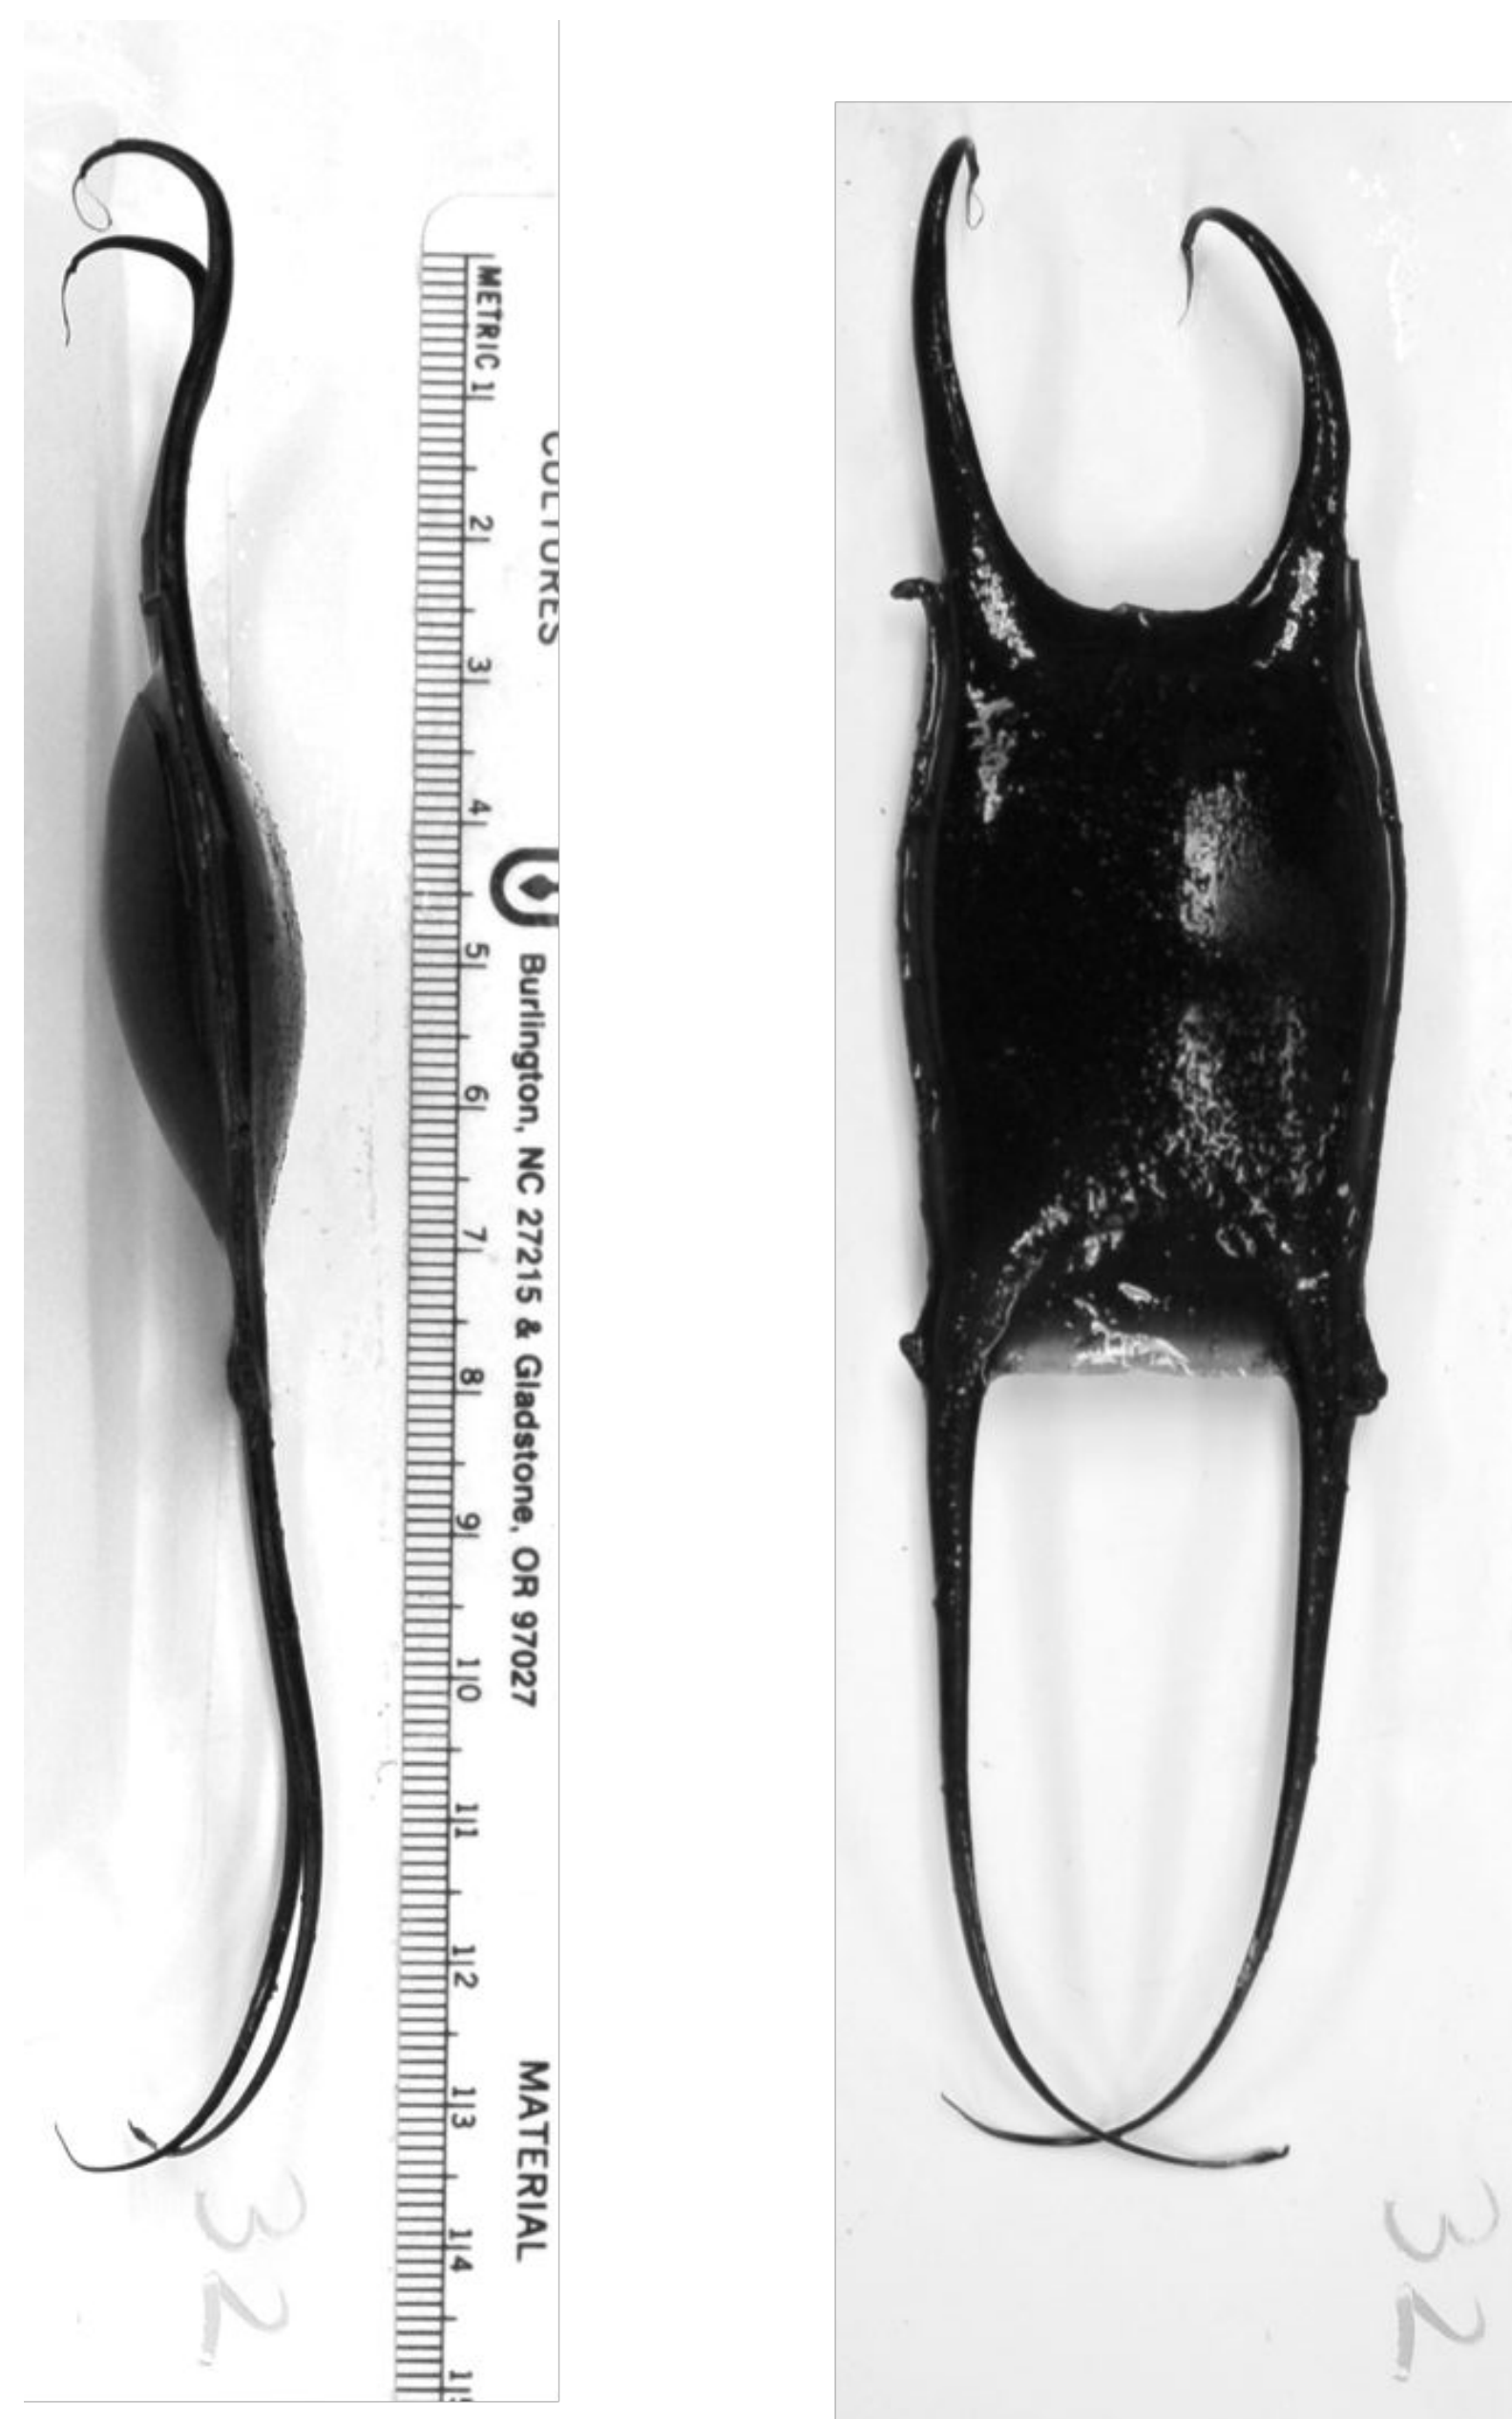 METRIC 1 2 3 4 5 6 7 8 9 10 11 12 13 14
CULTURES
Burlington, NC 27215 & Gladstone, OR 97027
MATERIAL
32
32